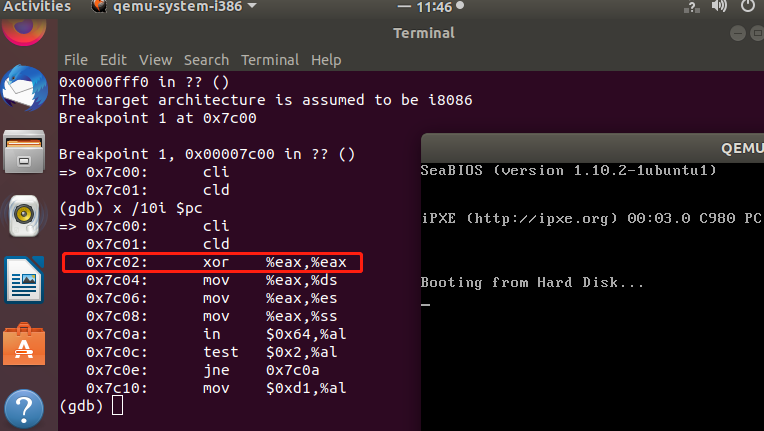 Activities
qemu-system-i386
11:46
?
Terminal
File Edit View Search Terminal Help
0x0000fff0 in ?? ()
The target architecture is assumed to be i8086
Breakpoint 1 at 0x7c00
Breakpoint 1, 0x00007c00 in ?? ()
=> 0x7c00: cli
0x7c01: cld
(gdb) x /10i $pc
=> 0x7c00: cli
0x7c01: cld
0x7c02: xor %eax,%eax
0x7c04: mov %eax,%ds
0x7c06: mov %eax,%es
0x7c08: mov %eax,%ss
0x7c0a: in $0x64,%al
0x7c0c: test $0x2,%al
0x7c0e: jne 0x7c0a
0x7c10: mov $0xd1,%al
(gdb)
QEMU
SeaBIOS (version 1.10.2-1ubuntu1)
iPXE (http://ipxe.org) 00:03.0 C980 PC
Booting from Hard Disk...
A
?